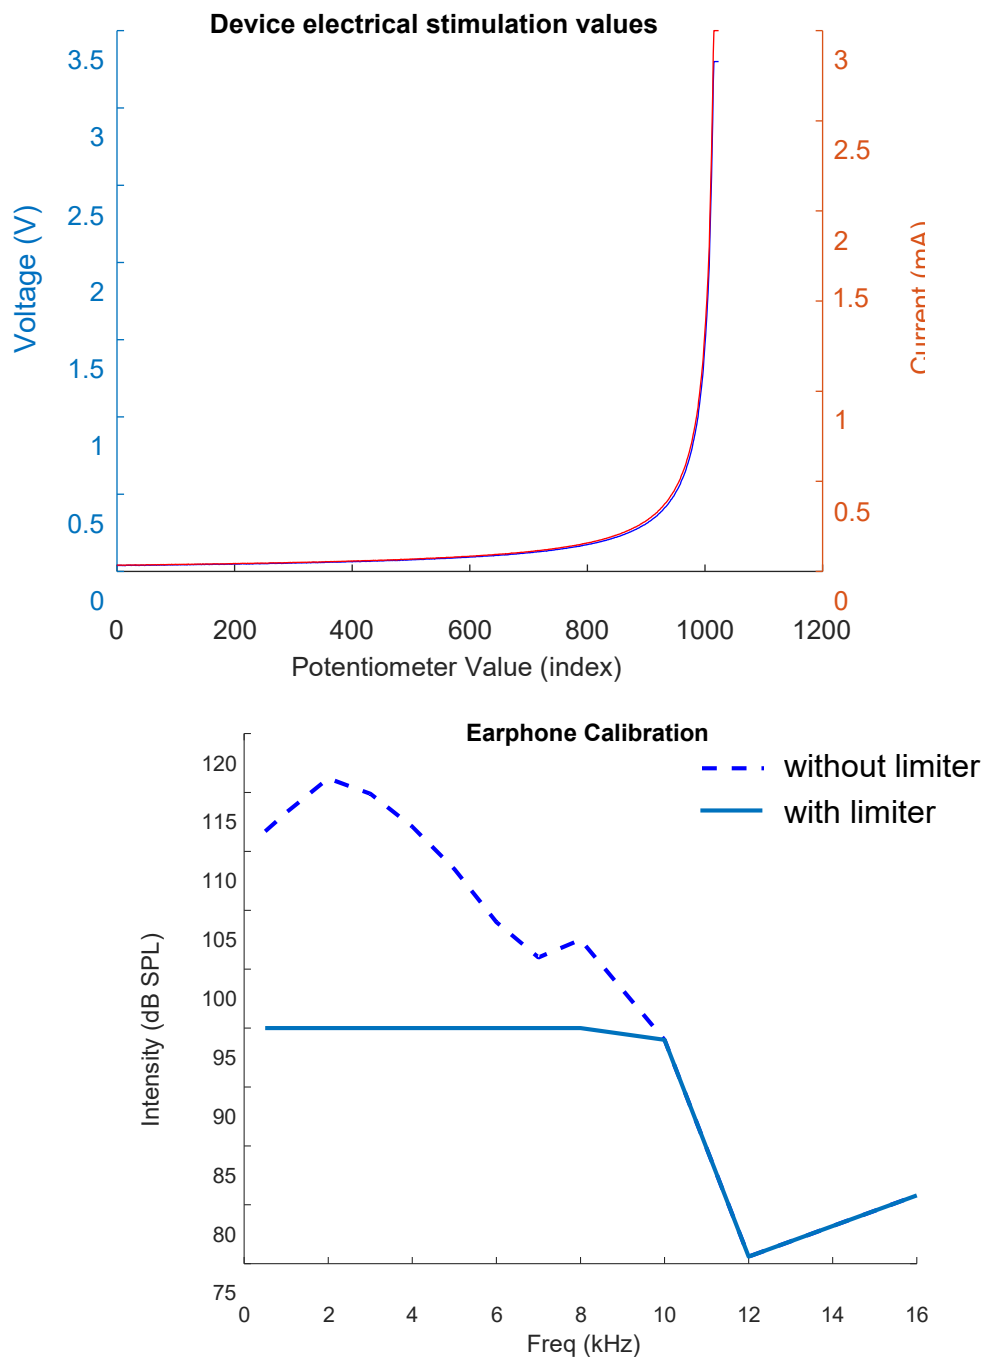 Device electrical stimulation values
3.5
3
2.5
2
1.5
1
0.5
0
Voltage (V)
3
2.5
2
1.5
1
0.5
0
Current (mA)
0 200 400 600 800 1000 1200
Potentiometer Value (index)
Earphone Calibration
without limiter
with limiter
120
115
110
105
100
95
90
85
80
75
Intensity (dB SPL)
0 2 4 6 8 10 12 14 16
Freq (kHz)